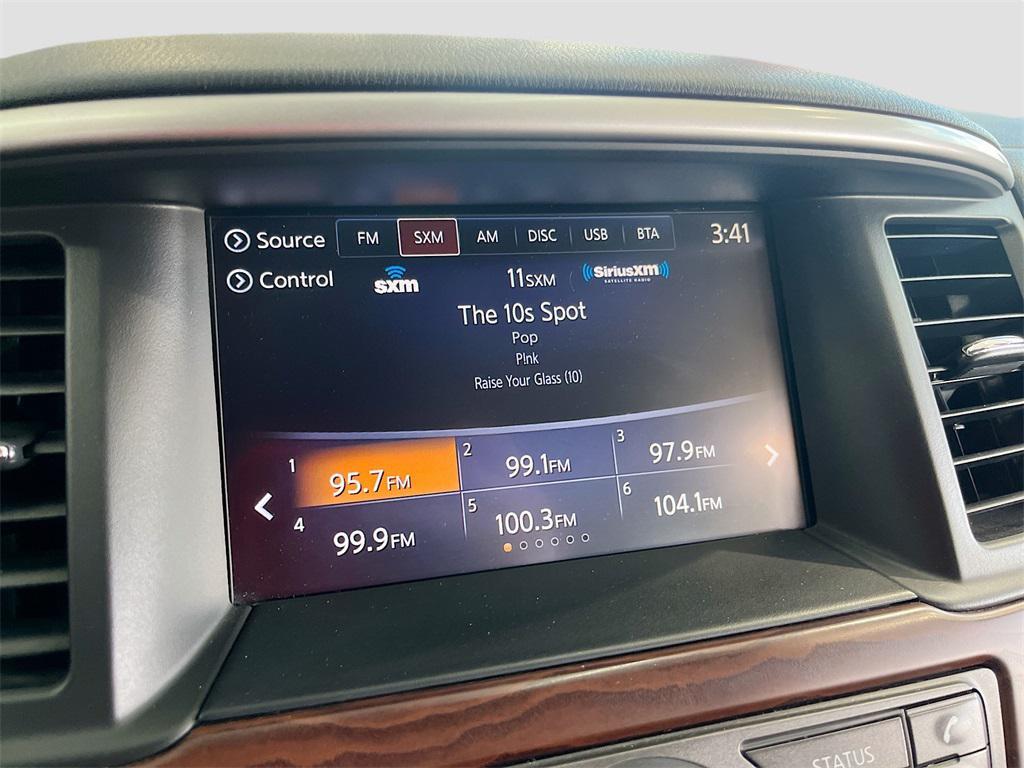 Source FM SXM AM DISC USB BTA 3:41
Control sxm 11SXM SiriusXM
SATELLITE RADIO
The 10s Spot
Pop
P!nk
Raise Your Glass (10)
1 95.7FM 2 99.1FM 3 97.9FM
4 99.9FM 5 100.3FM 6 104.1FM
STATUS